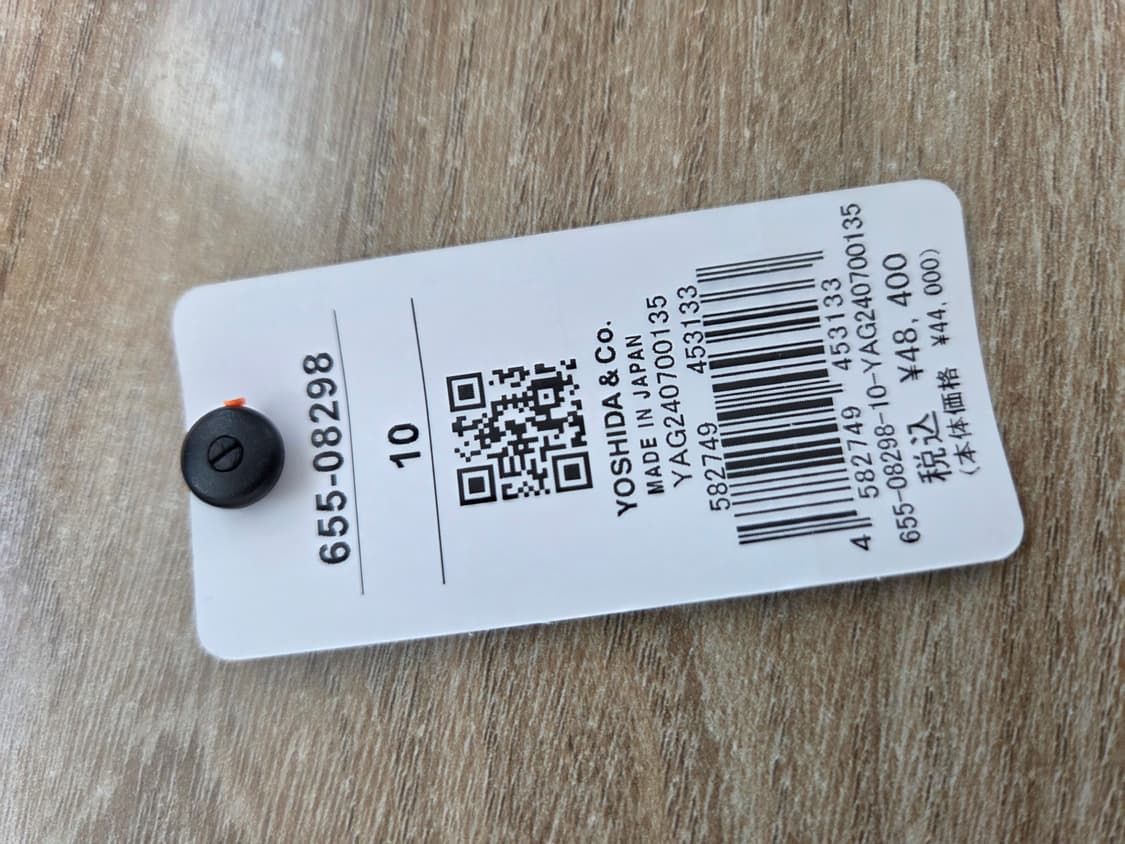 655-08298
10
YOSHIDA & Co.
MADE IN JAPAN
YAG240700135
582749 453133
4 582749 453133
655-08298-10-YAG240700135
税込 ¥48,400
(本体価格 ¥44,000)